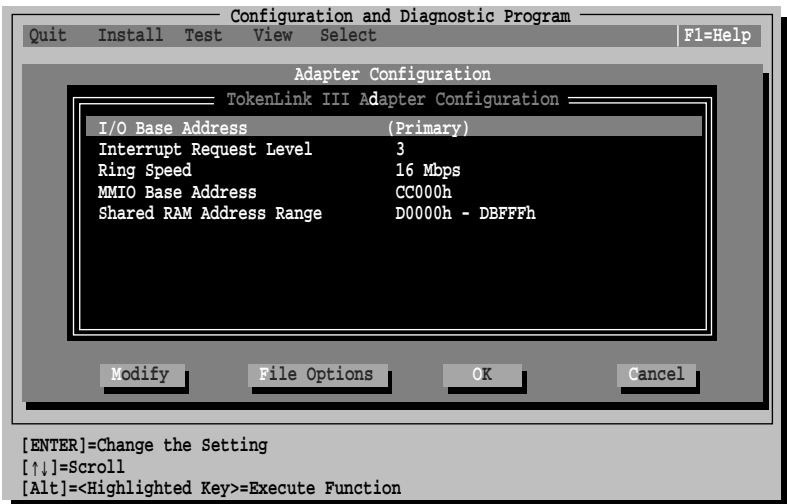 Configuration and Diagnostic Program
Quit Install Test View Select F1=Help
Adapter Configuration
TokenLink III Adapter Configuration
I/O Base Address (Primary)
Interrupt Request Level 3
Ring Speed 16 Mbps
MMIO Base Address CC000h
Shared RAM Address Range D0000h - DBFFFh
Modify File Options OK Cancel
[ENTER]=Change the Setting
[↑↓]=Scroll
[Alt]=<Highlighted Key>=Execute Function